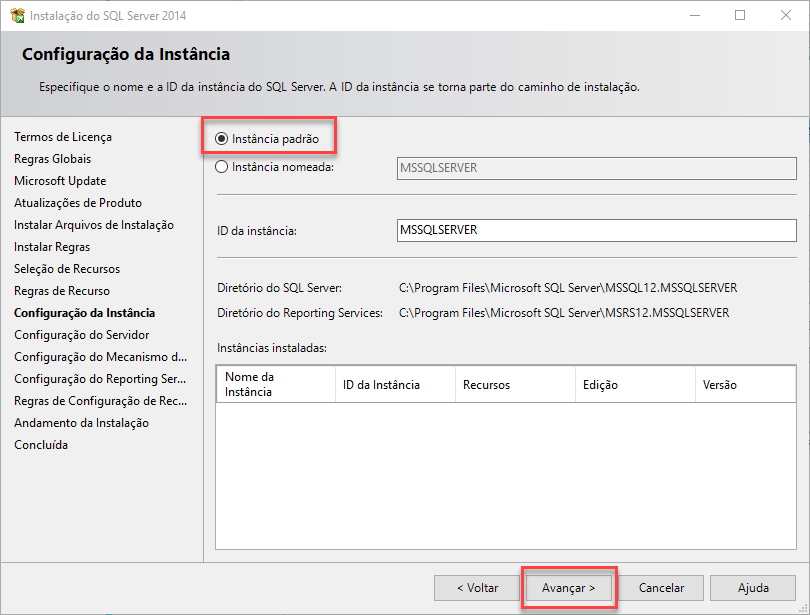 Instalação do SQL Server 2014
Configuração da Instância
Especifique o nome e a ID da instância do SQL Server. A ID da instância se torna parte do caminho de instalação.
Termos de Licença
Regras Globais
Microsoft Update
Atualizações de Produto
Instalar Arquivos de Instalação
Instalar Regras
Seleção de Recursos
Regras de Recurso
Configuração da Instância
Configuração do Servidor
Configuração do Mecanismo d...
Configuração do Reporting Ser...
Regras de Configuração de Rec...
Andamento da Instalação
Concluída
Instância padrão
Instância nomeada: MSSQLSERVER
ID da instância: MSSQLSERVER
Diretório do SQL Server: C:\Program Files\Microsoft SQL Server\MSSQL12.MSSQLSERVER
Diretório do Reporting Services: C:\Program Files\Microsoft SQL Server\MSRS12.MSSQLSERVER
Instâncias instaladas:
Nome da
Instância
ID da Instância
Recursos
Edição
Versão
< Voltar
Avançar >
Cancelar
Ajuda